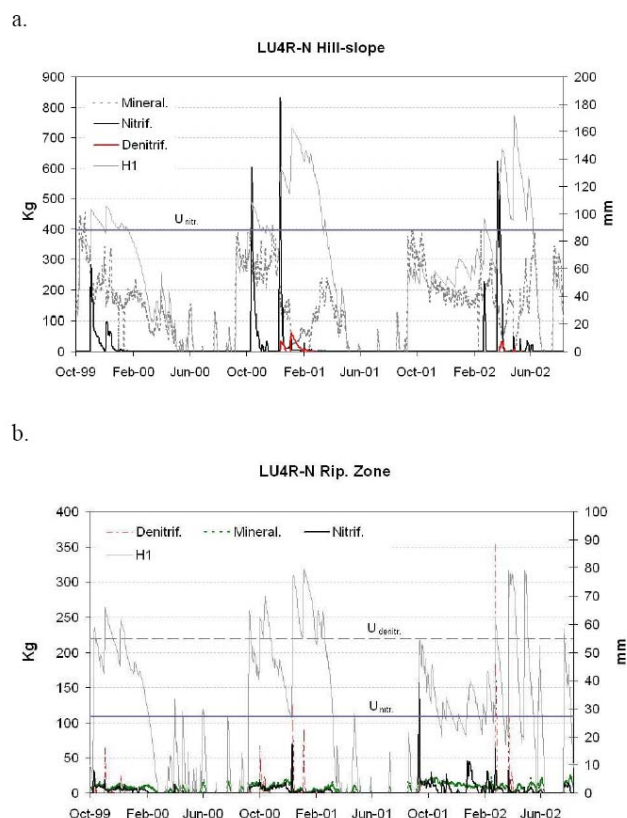 a.
LU4R-N Hill-slope
900 200
800 180
700 160
600 140
500 120
400 100
300 80
200 60
100 40
0 20
0
Kg
mm
Mineral.
Nitrif.
Denitrif.
H1
U nitr.
Oct-99 Feb-00 Jun-00 Oct-00 Feb-01 Jun-01 Oct-01 Feb-02 Jun-02
b.
LU4R-N Rip. Zone
400 100
350 90
300 80
250 70
200 60
150 50
100 40
50 30
0 20
10
0
Kg
mm
Denitrif. Mineral. Nitrif.
H1
U denitr.
U nitr.
Oct-99 Feb-00 Jun-00 Oct-00 Feb-01 Jun-01 Oct-01 Feb-02 Jun-02